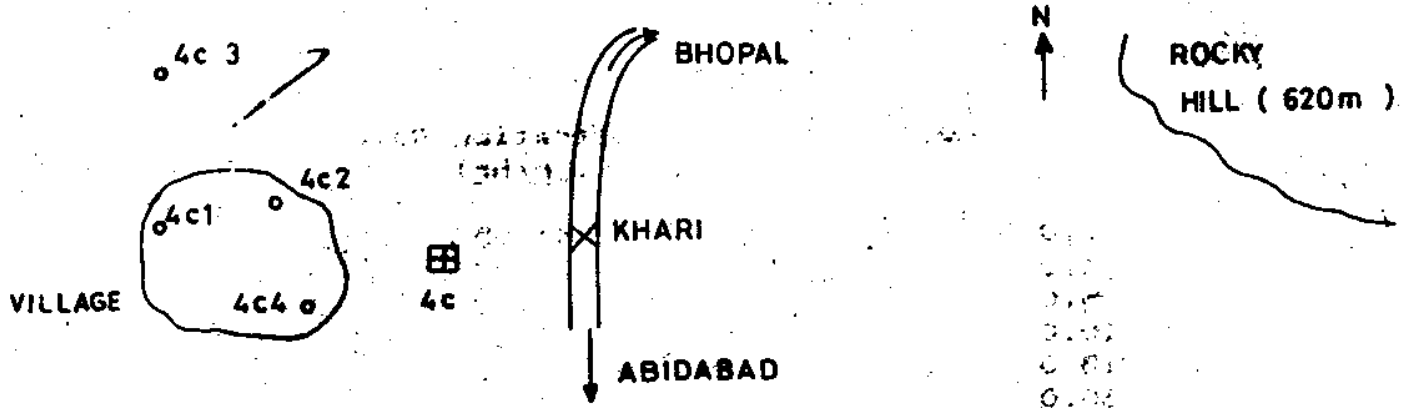 N
4c 3
BHOPAL
ROCKY
HILL ( 620m )
4c2
4c1
KHARI
VILLAGE
4c4
4c
ABIDABAD